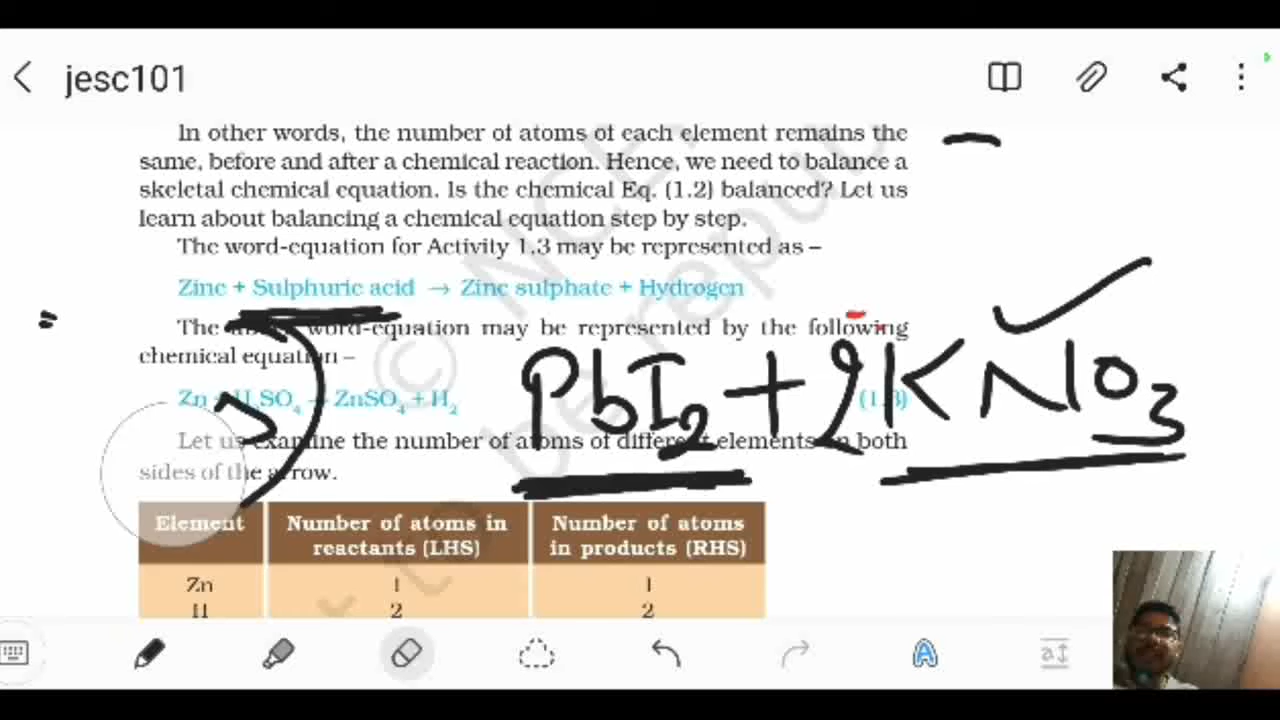 jesc101
In other words, the number of atoms of each element remains the
same, before and after a chemical reaction. Hence, we need to balance a
skeletal chemical equation. Is the chemical Eq. (1.2) balanced? Let us
learn about balancing a chemical equation step by step.
The word-equation for Activity 1.3 may be represented as –
Zinc + Sulphuric acid → Zinc sulphate + Hydrogen
The word-equation may be represented by the following
chemical equation –
Zn H₂SO₄ ZnSO₄ + H₂
PbI₂ + 2KNO₃
Let us examine the number of atoms of different elements on both
sides of the arrow.
Element Number of atoms in reactants (LHS) Number of atoms in products (RHS)
Zn 1 1
H 2 2